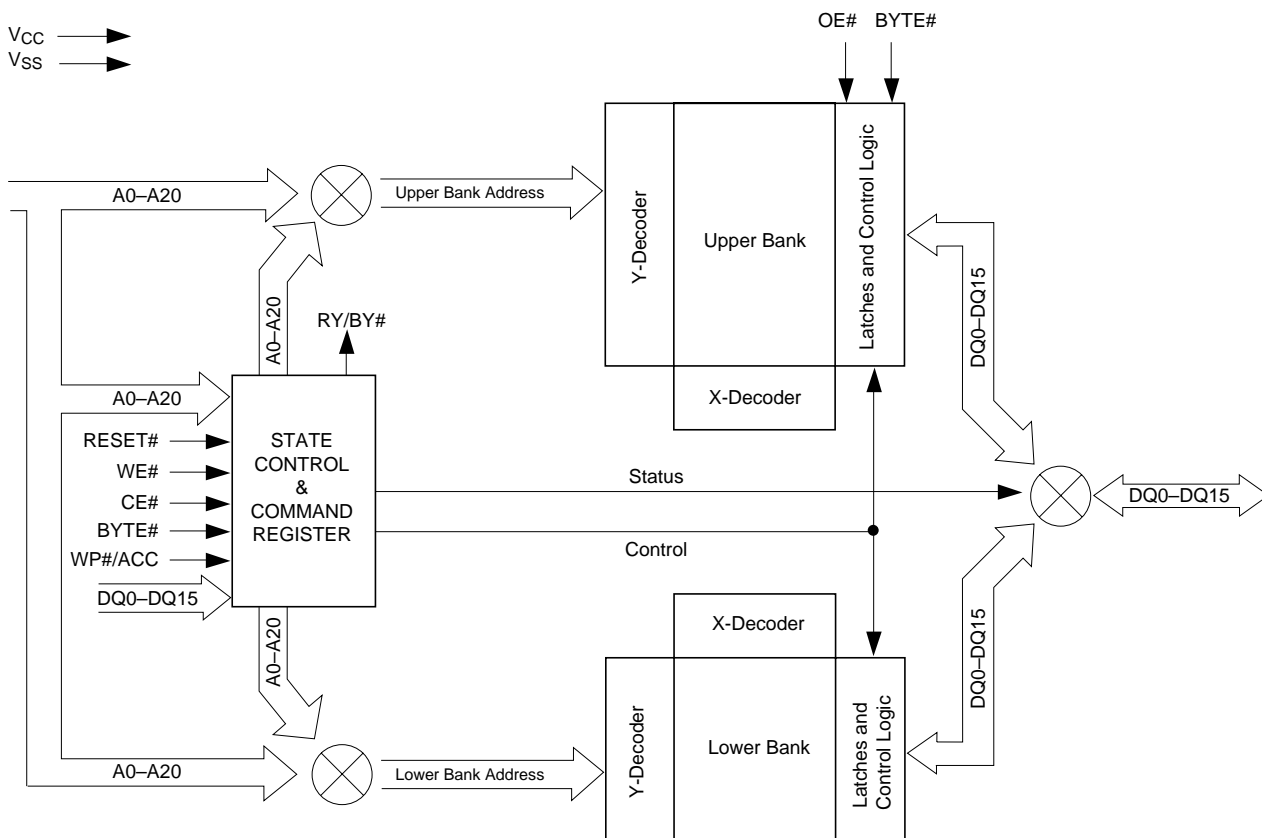 OE# BYTE#
VCC
VSS
A0–A20
Upper Bank Address
Y-Decoder
Upper Bank
Latches and Control Logic
X-Decoder
A0–A20
RY/BY#
DQ0–DQ15
A0–A20
RESET#
WE#
CE#
BYTE#
WP#/ACC
DQ0–DQ15
STATE
CONTROL
&
COMMAND
REGISTER
Status
Control
DQ0–DQ15
A0–A20
X-Decoder
DQ0–DQ15
A0–A20
Lower Bank Address
Y-Decoder
Lower Bank
Latches and
Control Logic